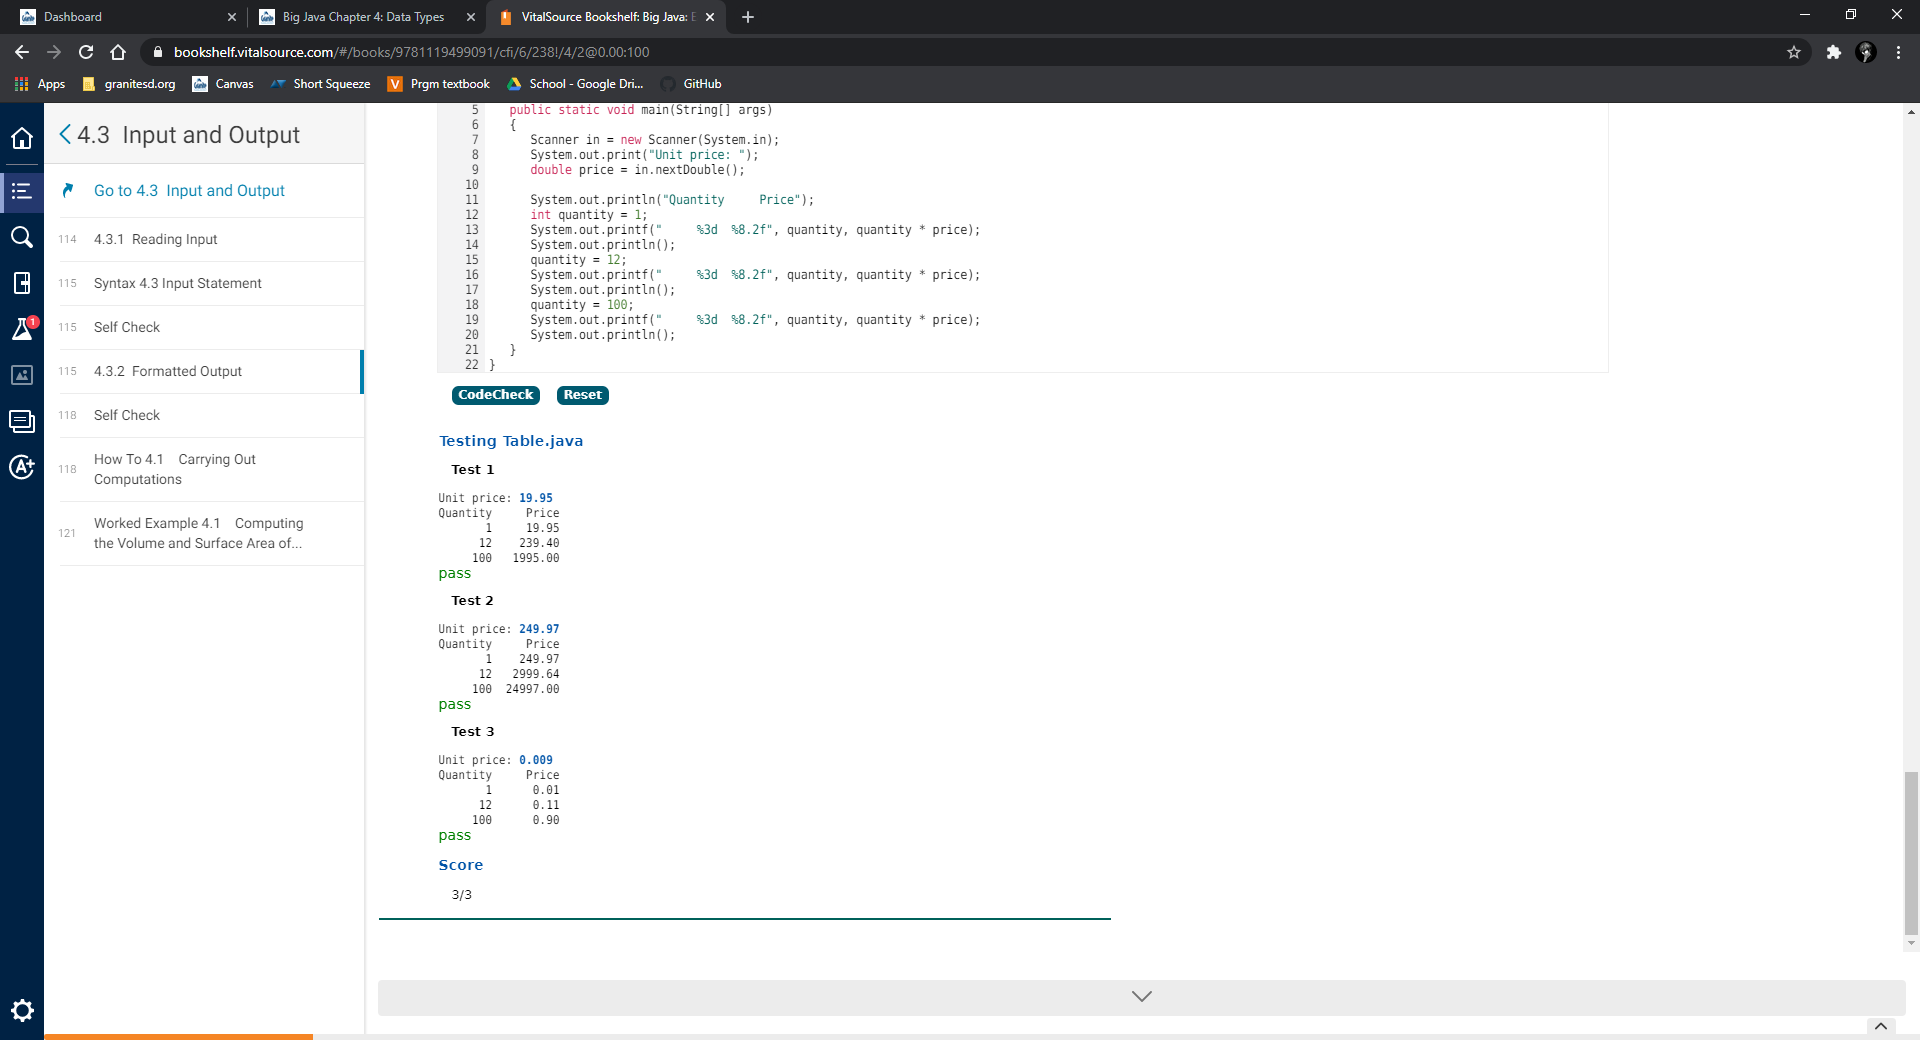 Dashboard
Big Java Chapter 4: Data Types
VitalSource Bookshelf: Big Java: E
bookshelf.vitalsource.com/#/books/9781119499091/cfi/6/238!/4/2@0.00:100
Apps
granitesd.org
Canvas
Short Squeeze
Prgm textbook
School - Google Dri...
GitHub
4.3 Input and Output
Go to 4.3 Input and Output
114 4.3.1 Reading Input
115 Syntax 4.3 Input Statement
115 Self Check
115 4.3.2 Formatted Output
118 Self Check
118 How To 4.1 Carrying Out
Computations
121 Worked Example 4.1 Computing
the Volume and Surface Area of...
1
A+
5 public static void main(String[] args)
6 {
7 Scanner in = new Scanner(System.in);
8 System.out.print("Unit price: ");
9 double price = in.nextDouble();
10
11 System.out.println("Quantity     Price");
12 int quantity = 1;
13 System.out.printf("     %3d  %8.2f", quantity, quantity * price);
14 System.out.println();
15 quantity = 12;
16 System.out.printf("     %3d  %8.2f", quantity, quantity * price);
17 System.out.println();
18 quantity = 100;
19 System.out.printf("     %3d  %8.2f", quantity, quantity * price);
20 System.out.println();
21 }
22 }
CodeCheck Reset
Testing Table.java
Test 1
Unit price: 19.95
Quantity     Price
1     19.95
12    239.40
100   1995.00
pass
Test 2
Unit price: 249.97
Quantity     Price
1    249.97
12   2999.64
100  24997.00
pass
Test 3
Unit price: 0.009
Quantity     Price
1      0.01
12      0.11
100      0.90
pass
Score
3/3